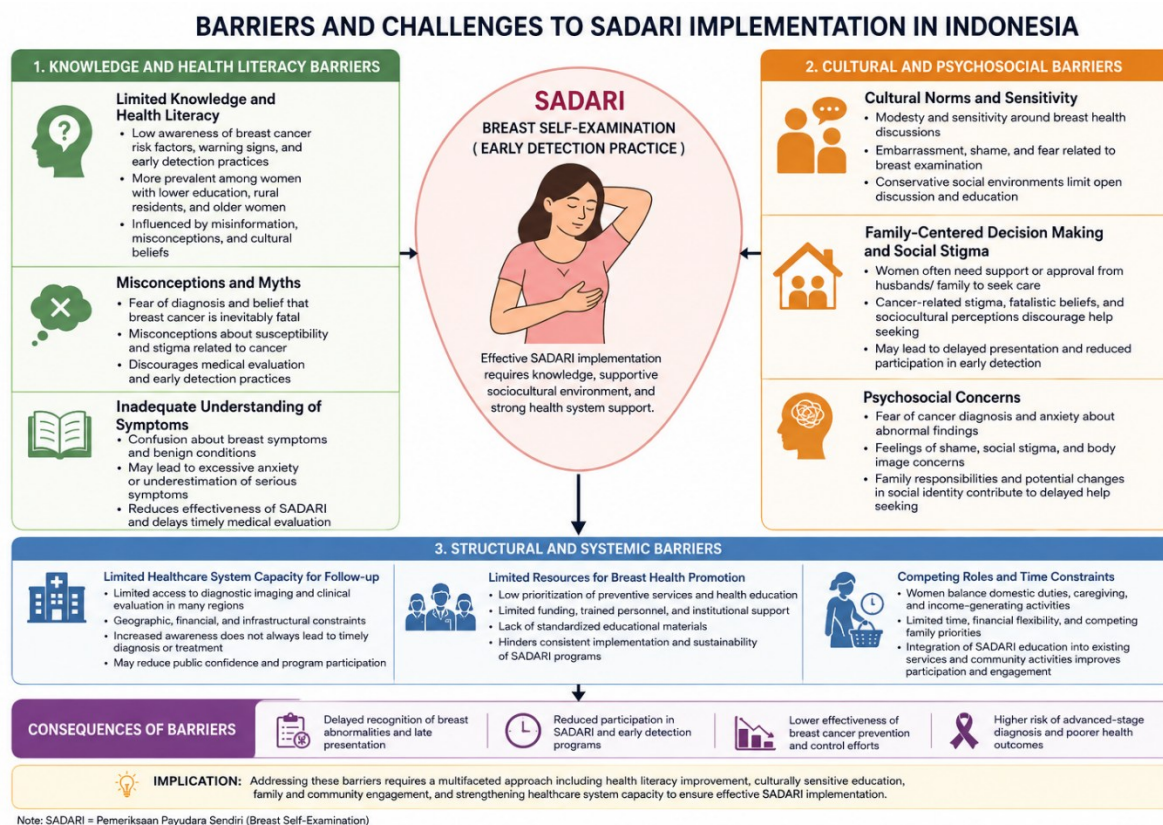 BARRIERS AND CHALLENGES TO SADARI IMPLEMENTATION IN INDONESIA
1. KNOWLEDGE AND HEALTH LITERACY BARRIERS
Limited Knowledge and
Health Literacy
• Low awareness of breast cancer
risk factors, warning signs, and
early detection practices
• More prevalent among women
with lower education, rural
residents, and older women
• Influenced by misinformation,
misconceptions, and cultural
beliefs
Misconceptions and Myths
• Fear of diagnosis and belief that
breast cancer is inevitably fatal
• Misconceptions about susceptibility
and stigma related to cancer
• Discourages medical evaluation
and early detection practices
Inadequate Understanding of
Symptoms
• Confusion about breast symptoms
and benign conditions
• May lead to excessive anxiety
or underestimation of serious
symptoms
• Reduces effectiveness of SADARI
and delays timely medical evaluation
SADARI
BREAST SELF-EXAMINATION
( EARLY DETECTION PRACTICE )
Effective SADARI implementation
requires knowledge, supportive
sociocultural environment, and
strong health system support.
2. CULTURAL AND PSYCHOSOCIAL BARRIERS
Cultural Norms and Sensitivity
• Modesty and sensitivity around breast health
discussions
• Embarrassment, shame, and fear related to
breast examination
• Conservative social environments limit open
discussion and education
Family-Centered Decision Making
and Social Stigma
• Women often need support or approval from
husbands/ family to seek care
• Cancer-related stigma, fatalistic beliefs, and
sociocultural perceptions discourage help
seeking
• May lead to delayed presentation and reduced
participation in early detection
Psychosocial Concerns
• Fear of cancer diagnosis and anxiety about
abnormal findings
• Feelings of shame, social stigma, and body
image concerns
• Family responsibilities and potential changes
in social identity contribute to delayed help
seeking
3. STRUCTURAL AND SYSTEMIC BARRIERS
Limited Healthcare System Capacity for Follow-up
• Limited access to diagnostic imaging and clinical
evaluation in many regions
• Geographic, financial, and infrastructural constraints
• Increased awareness does not always lead to timely
diagnosis or treatment
• May reduce public confidence and program participation
Limited Resources for Breast Health Promotion
• Low prioritization of preventive services and health education
• Limited funding, trained personnel, and institutional support
• Lack of standardized educational materials
• Hinders consistent implementation and sustainability
of SADARI programs
Competing Roles and Time Constraints
• Women balance domestic duties, caregiving,
and income-generating activities
• Limited time, financial flexibility, and competing
family priorities
• Integration of SADARI education into existing
services and community activities improves
participation and engagement
CONSEQUENCES OF BARRIERS
Delayed recognition of breast
abnormalities and late
presentation
Reduced participation in
SADARI and early detection
programs
Lower effectiveness of
breast cancer prevention
and control efforts
Higher risk of advanced-stage
diagnosis and poorer health
outcomes
IMPLICATION: Addressing these barriers requires a multifaceted approach including health literacy improvement, culturally sensitive education,
family and community engagement, and strengthening healthcare system capacity to ensure effective SADARI implementation.
Note: SADARI = Pemeriksaan Payudara Sendiri (Breast Self-Examination)